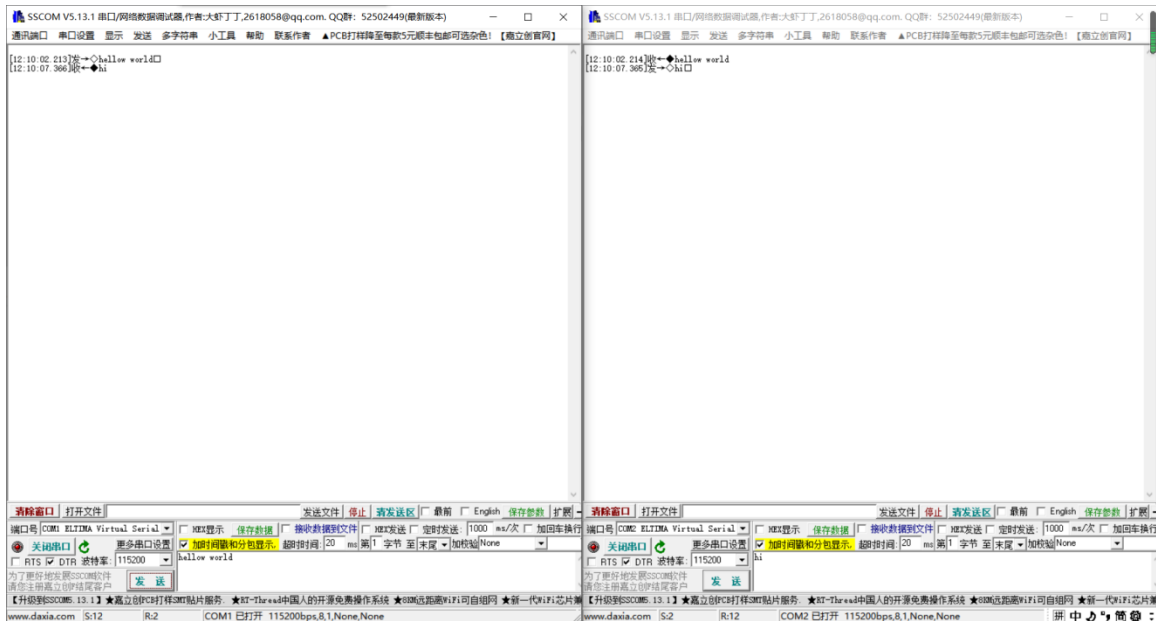 SSCOM V5.13.1 串口/网络数据调试器,作者:大虾丁丁,2618058@qq.com. QQ群: 52502449(最新版本)
通讯端口 串口设置 显示 发送 多字符串 小工具 帮助 联系作者 ▲PCB打样降至每款5元顺丰包邮可选杂色! 【嘉立创官网】
[12:10:02.213]发→◇hellow world□
[12:10:07.366]收←◆hi
清除窗口 打开文件 发送文件 停止 清发送区 最前 English 保存参数 扩展 -
端口号 COM1 ELTIMA Virtual Serial HEX显示 保存数据 接收数据到文件 HEX发送 定时发送: 1000 ms/次 加回车换行
关闭串口 更多串口设置 加时间戳和分包显示, 超时时间: 20 ms 第1 字节 至 末尾 加校验 None
RTS DTR 波特率: 115200 hellow world
为了更好地发展SSCOM软件
请您注册嘉立创F结尾客户 发 送
【升级到SSCOM5.13.1】★嘉立创PCB打样SMT贴片服务. ★RT-Thread中国人的开源免费操作系统 ★8KM远距离WiFi可自组网 ★新一代WiFi芯片兼
www.daxia.com S:12 R:2 COM1 已打开 115200bps,8,1,None,None
SSCOM V5.13.1 串口/网络数据调试器,作者:大虾丁丁,2618058@qq.com. QQ群: 52502449(最新版本)
通讯端口 串口设置 显示 发送 多字符串 小工具 帮助 联系作者 ▲PCB打样降至每款5元顺丰包邮可选杂色! 【嘉立创官网】
[12:10:02.214]收←◆hellow world
[12:10:07.365]发→◇hi□
清除窗口 打开文件 发送文件 停止 清发送区 最前 English 保存参数 扩展 -
端口号 COM2 ELTIMA Virtual Serial HEX显示 保存数据 接收数据到文件 HEX发送 定时发送: 1000 ms/次 加回车换行
关闭串口 更多串口设置 加时间戳和分包显示, 超时时间: 20 ms 第1 字节 至 末尾 加校验 None
RTS DTR 波特率: 115200 hi
为了更好地发展SSCOM软件
请您注册嘉立创F结尾客户 发 送
【升级到SSCOM5.13.1】★嘉立创PCB打样SMT贴片服务. ★RT-Thread中国人的开源免费操作系统 ★8KM远距离WiFi可自组网 ★新一代WiFi芯片兼
www.daxia.com S:2 R:12 COM2 已打开 115200bps,8,1,None,None
拼 中 简